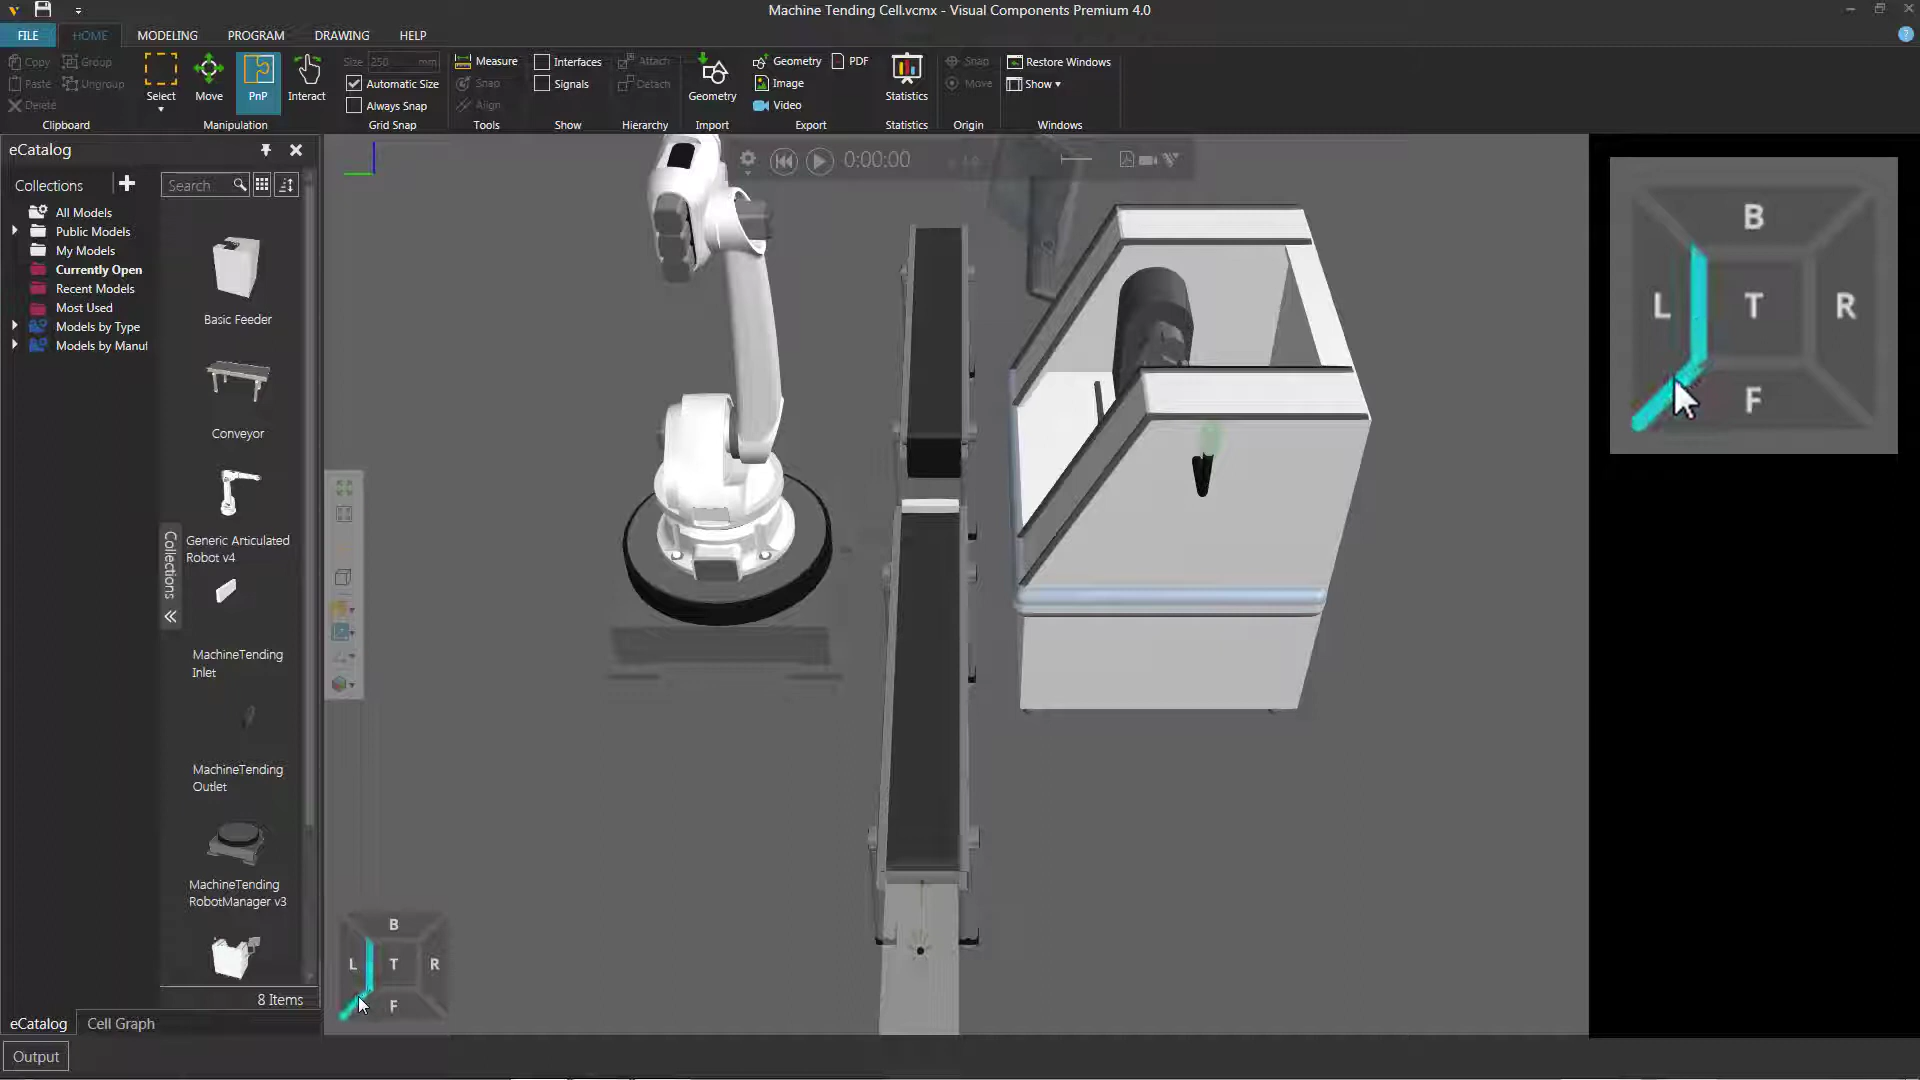 Machine Tending Cell.vcmx - Visual Components Premium 4.0
FILE HOME MODELING PROGRAM DRAWING HELP
Copy Group
Paste Ungroup
Delete
Clipboard
Select Move PnP Interact
Manipulation
Size 250 mm
Automatic Size
Always Snap
Grid Snap
Measure
Snap
Align
Tools
Interfaces
Signals
Show
Attach
Detach
Hierarchy
Geometry
Import
Geometry PDF
Image
Video
Export
Statistics
Statistics
Snap
Move
Origin
Restore Windows
Show
Windows
eCatalog
Collections
Search
All Models
Public Models
My Models
Currently Open
Recent Models
Most Used
Models by Type
Models by Manuf
Collections
Basic Feeder
Conveyor
Generic Articulated
Robot v4
MachineTending
Inlet
MachineTending
Outlet
MachineTending
RobotManager v3
8 Items
eCatalog Cell Graph
Output
0:00:00
B
L T R
F
B
L T R
F